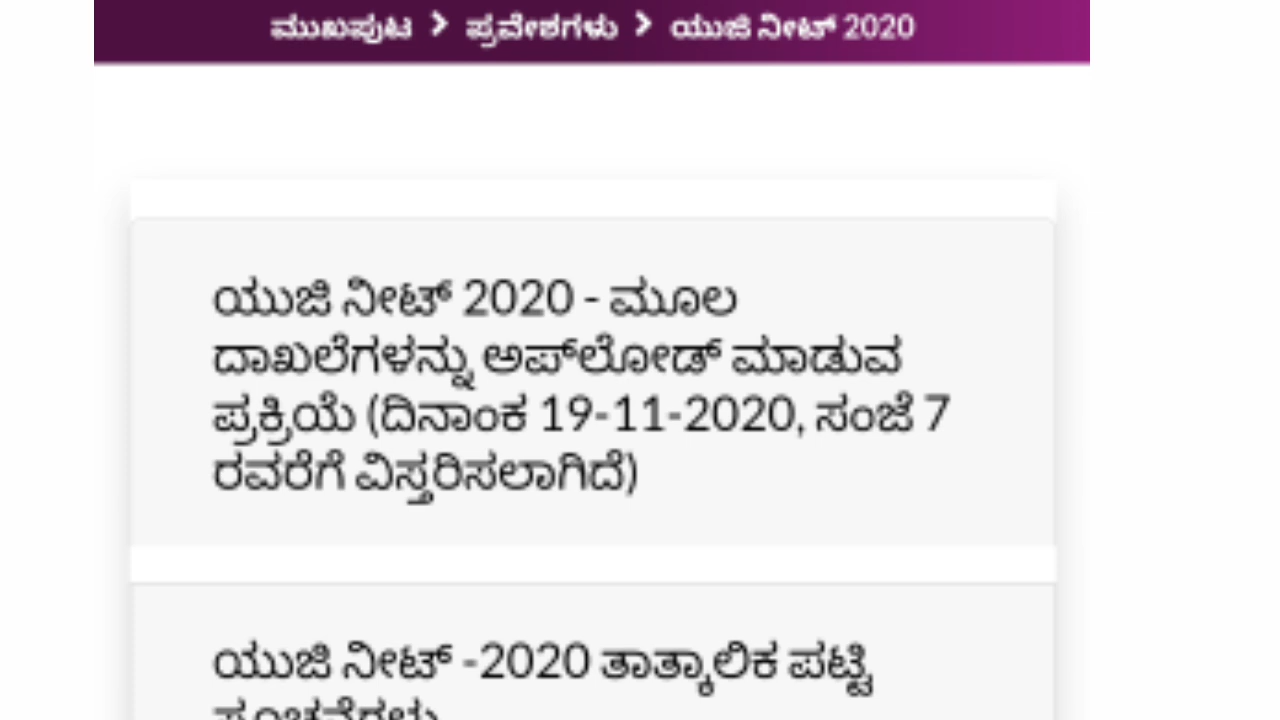 ಮುಖಪುಟ > ಪ್ರವೇಶಗಳು > ಯುಜಿ ನೀಟ್ 2020
ಯುಜಿ ನೀಟ್ 2020 - ಮೂಲ
ದಾಖಲೆಗಳನ್ನು ಅಪ್‌ಲೋಡ್ ಮಾಡುವ
ಪ್ರಕ್ರಿಯೆ (ದಿನಾಂಕ 19-11-2020, ಸಂಜೆ 7
ರವರೆಗೆ ವಿಸ್ತರಿಸಲಾಗಿದೆ)
ಯುಜಿ ನೀಟ್ -2020 ತಾತ್ಕಾಲಿಕ ಪಟ್ಟಿ